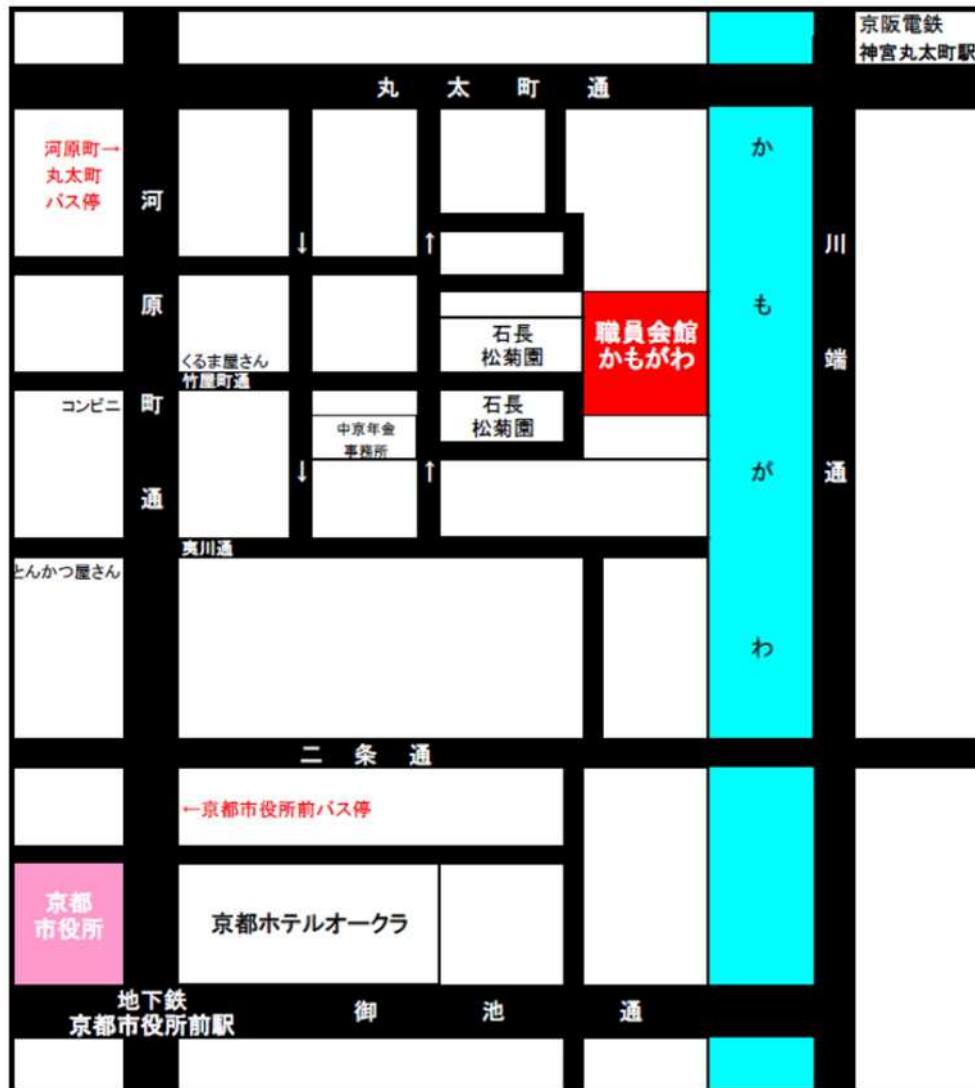 京阪電鉄
神宮丸太町駅
丸太町通
河原町→
丸太町
バス停
河原町通
↓
↑
かもがわ
川端通
くるま屋さん
竹屋町通
石長
松菊園
職員会館
かもがわ
コンビニ
中京年金
事務所
石長
松菊園
↓
↑
夷川通
とんかつ屋さん
二条通
←京都市役所前バス停
京都
市役所
京都ホテルオークラ
地下鉄
京都市役所前駅
御池通